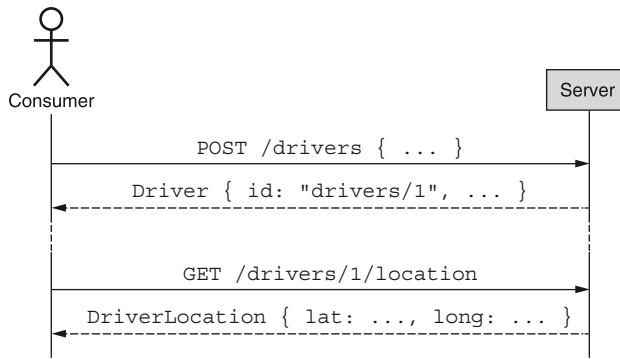 Consumer
Server
POST /drivers { ... }
Driver { id: "drivers/1", ... }
GET /drivers/1/location
DriverLocation { lat: ..., long: ... }